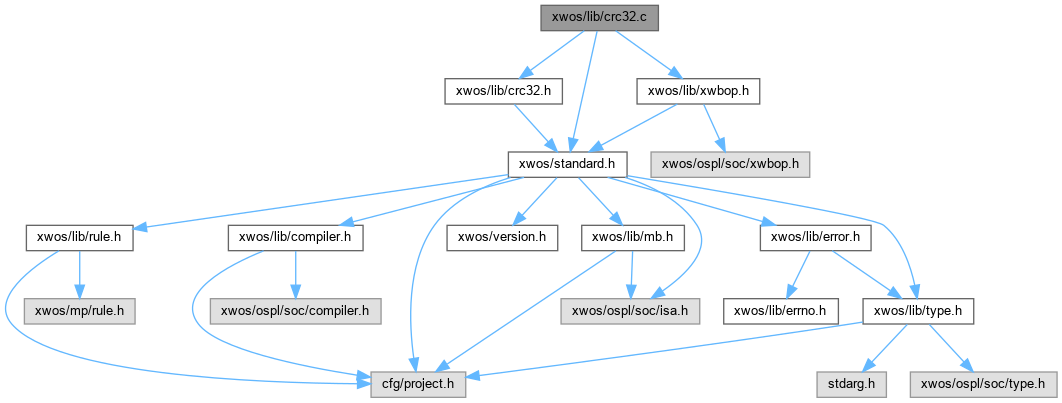 xwos/lib/crc32.c
xwos/lib/crc32.h
xwos/lib/xwbop.h
xwos/standard.h
xwos/ospl/soc/xwbop.h
xwos/lib/rule.h
xwos/lib/compiler.h
xwos/version.h
xwos/lib/mb.h
xwos/lib/error.h
xwos/mp/rule.h
xwos/ospl/soc/compiler.h
xwos/ospl/soc/isa.h
xwos/lib/errno.h
xwos/lib/type.h
cfg/project.h
stdarg.h
xwos/ospl/soc/type.h